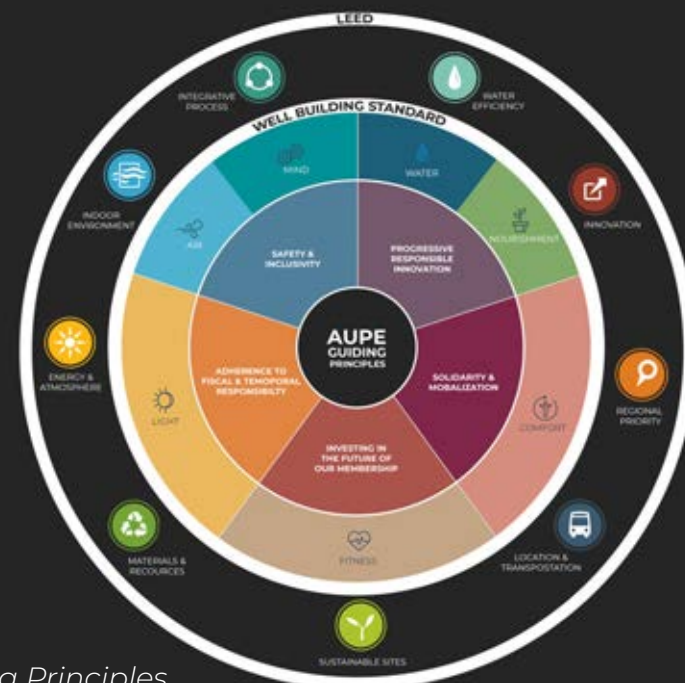 LEED
INTEGRATIVE
PROCESS
WATER
EFFICIENCY
WELL BUILDING STANDARD
MIND
WATER
INDOOR
ENVIRONMENT
AIR
NOURISHMENT
INNOVATION
SAFETY &
INCLUSIVITY
PROGRESSIVE
RESPONSIBLE
INNOVATION
AUPE
GUIDING
PRINCIPLES
ENERGY &
ATMOSPHERE
LIGHT
ADHERENCE TO
FISCAL & TEMOPORAL
RESPONSIBILTY
SOLIDARITY &
MOBALIZATION
COMFORT
REGIONAL
PRIORITY
INVESTING IN
THE FUTURE OF
OUR MEMBERSHIP
FITNESS
MATERIALS &
RECOURCES
LOCATION &
TRANSPOSTATION
SUSTAINABLE SITES
Principles